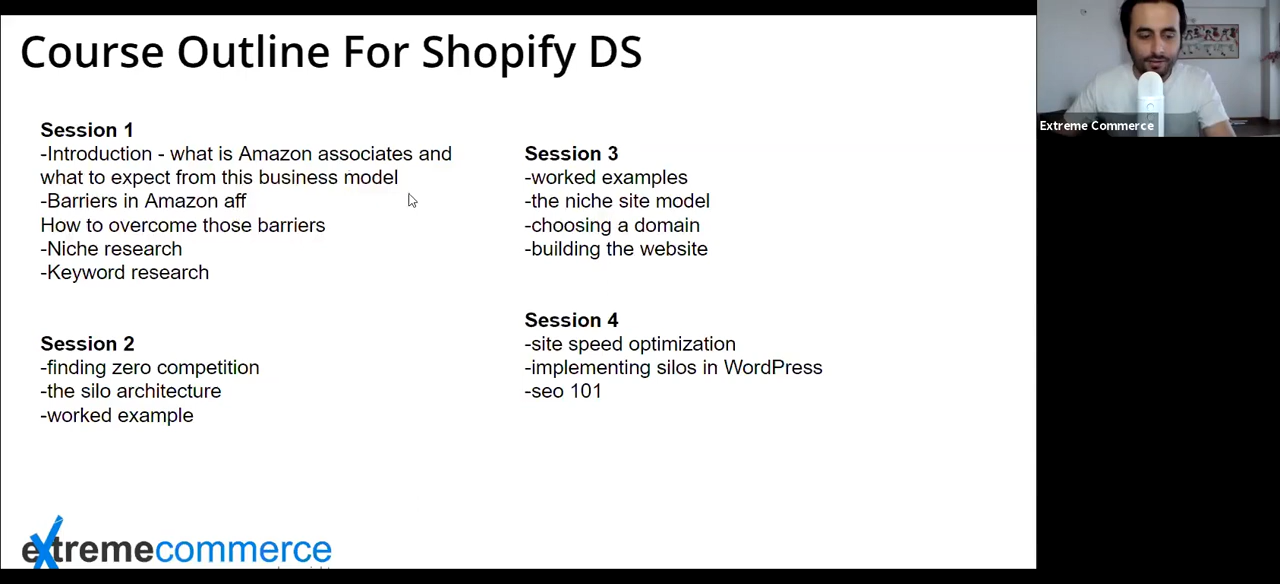 Course Outline For Shopify DS
Session 1
-Introduction - what is Amazon associates and
what to expect from this business model
-Barriers in Amazon aff
How to overcome those barriers
-Niche research
-Keyword research
Session 2
-finding zero competition
-the silo architecture
-worked example
Session 3
-worked examples
-the niche site model
-choosing a domain
-building the website
Session 4
-site speed optimization
-implementing silos in WordPress
-seo 101
extremecommerce
Extreme Commerce